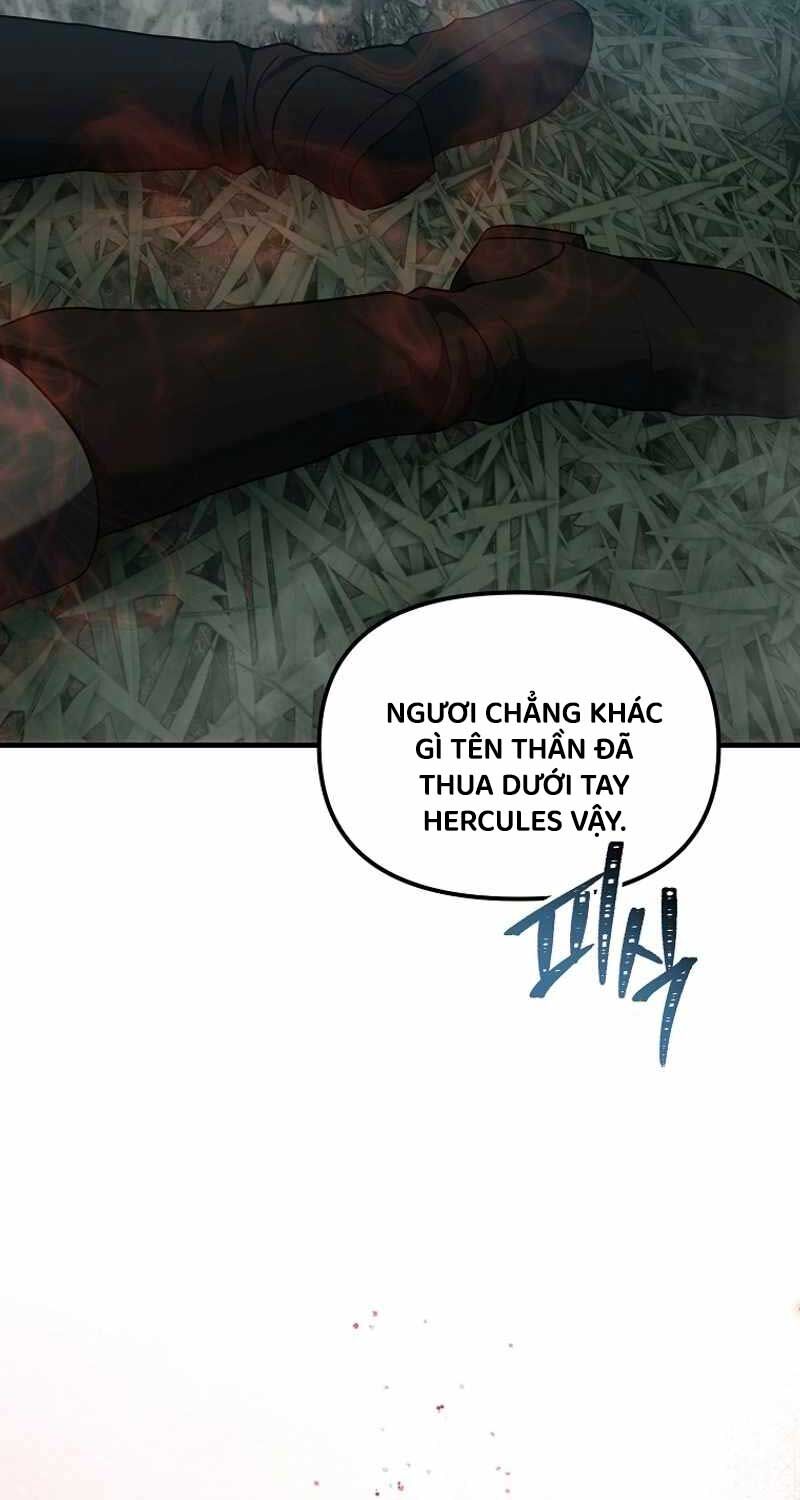 NGƯƠI CHẲNG KHÁC
GÌ TÊN THẦN ĐÃ
THUA DƯỚI TAY
HERCULES VẬY.
피식